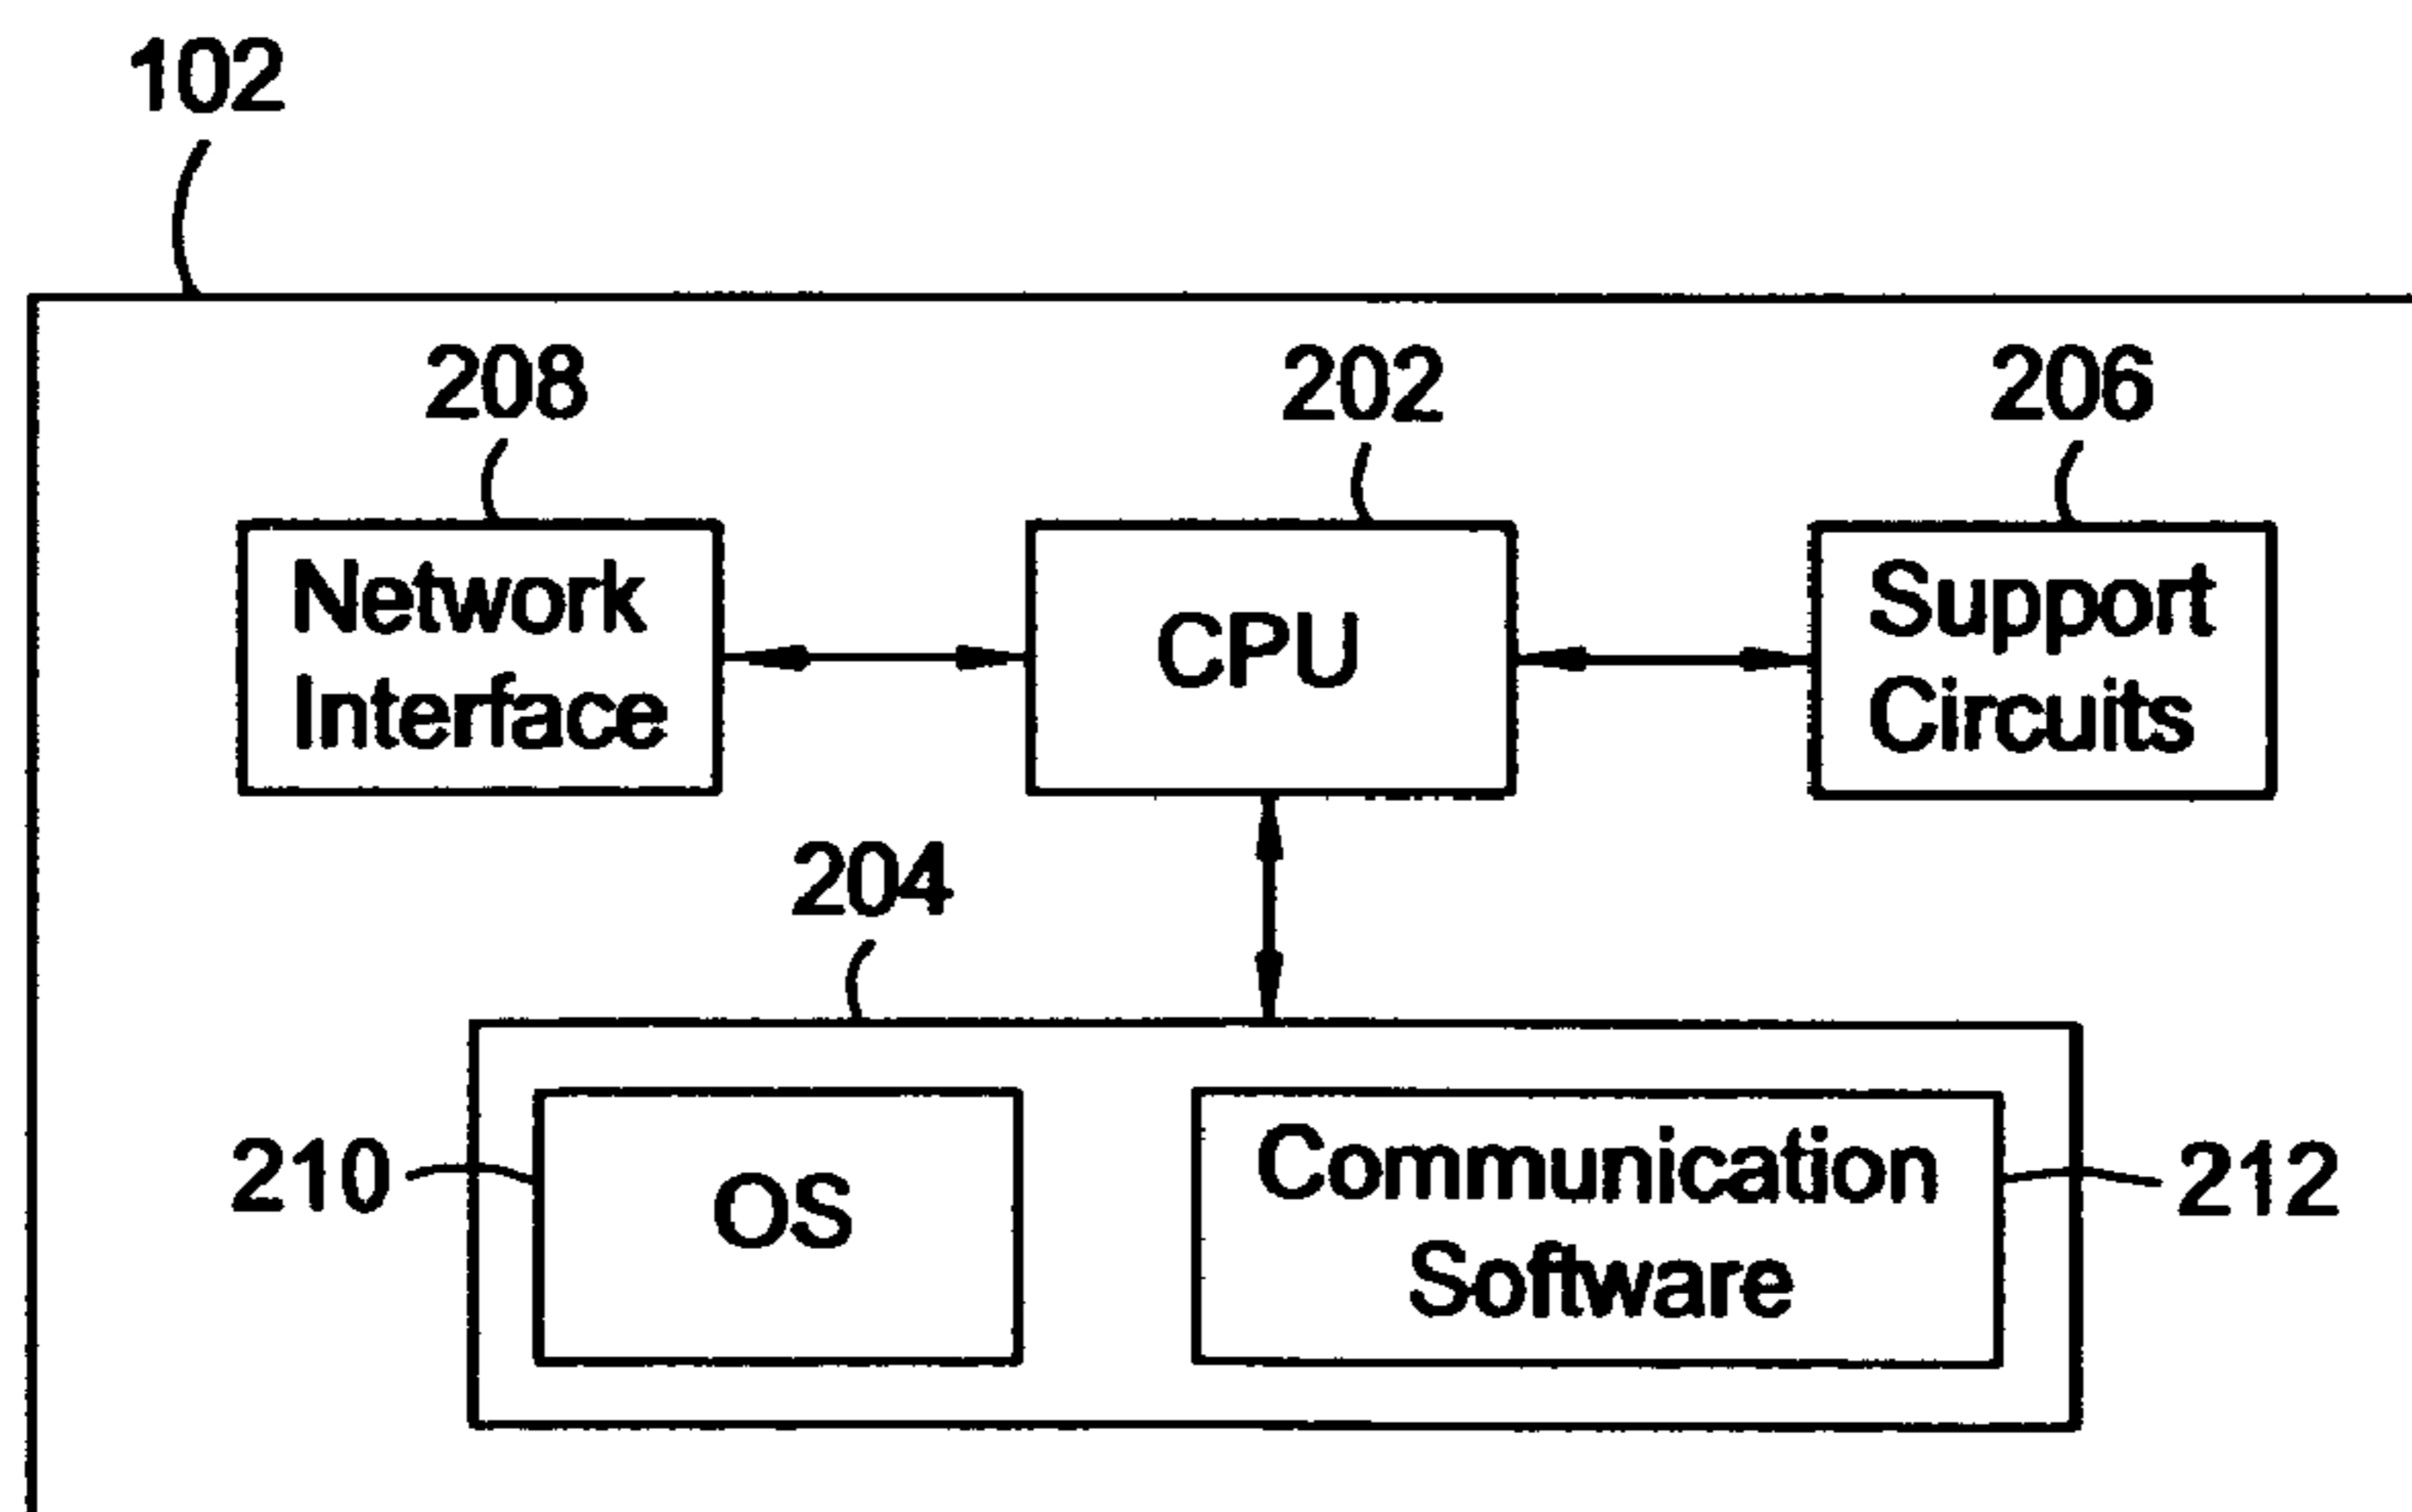 102
208
202
206
Network
Interface
CPU
Support
Circuits
204
210
OS
Communication
Software
212